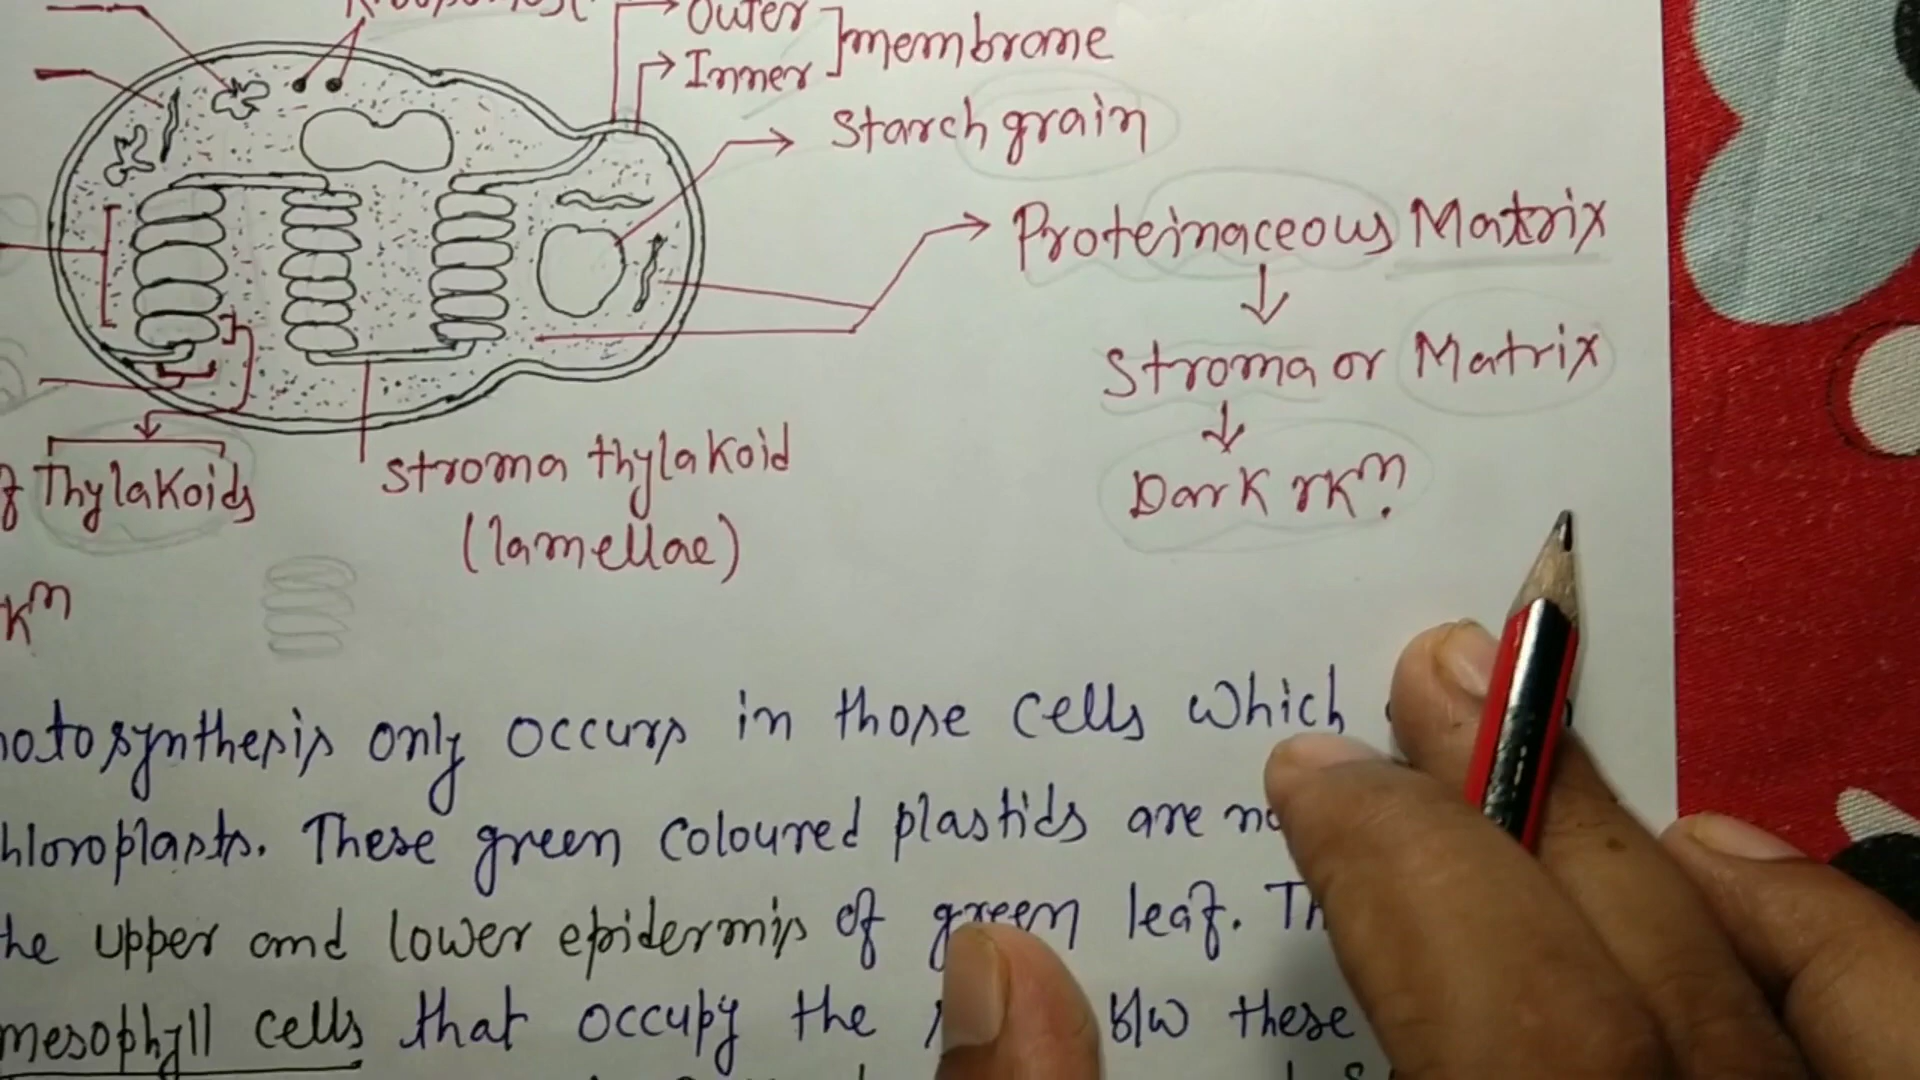 Outer
Inner
membrane
Starch grain
Proteinaceous Matrix
Stroma or Matrix
Dark rkn.
Thylakoids
stroma thylakoid
(lamellae)
only occurs in those cells which
These green coloured plastids are
the upper and lower epidermis of green leaf.
mesophyll cells that occupy the b/w these